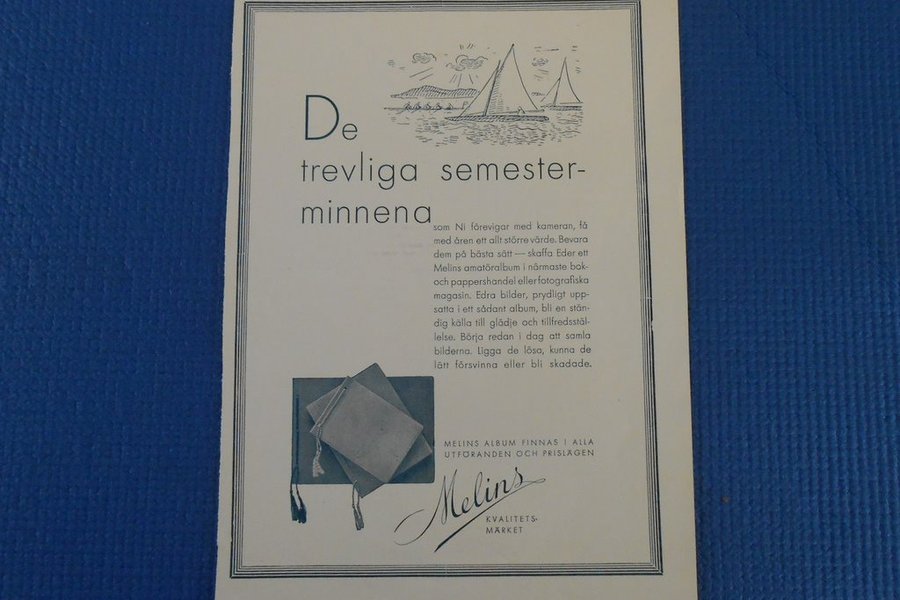 De
trevliga semester-
minnena
som Ni förevigar med kameran, få
med åren ett allt större värde. Bevara
dem på bästa sätt — skaffa Eder ett
Melins amatöralbum i närmaste bok-
och pappershandel eller fotografiska
magasin. Edra bilder, prydligt upp-
satta i ett sådant album, bli en stän-
dig källa till glädje och tillfredsstäl-
lelse. Börja redan i dag att samla
bilderna. Ligga de lösa, kunna de
lätt försvinna eller bli skadade.
MELINS ALBUM FINNAS I ALLA
UTFÖRANDEN OCH PRISLÄGEN
Melins
KVALITETS-
MÄRKET